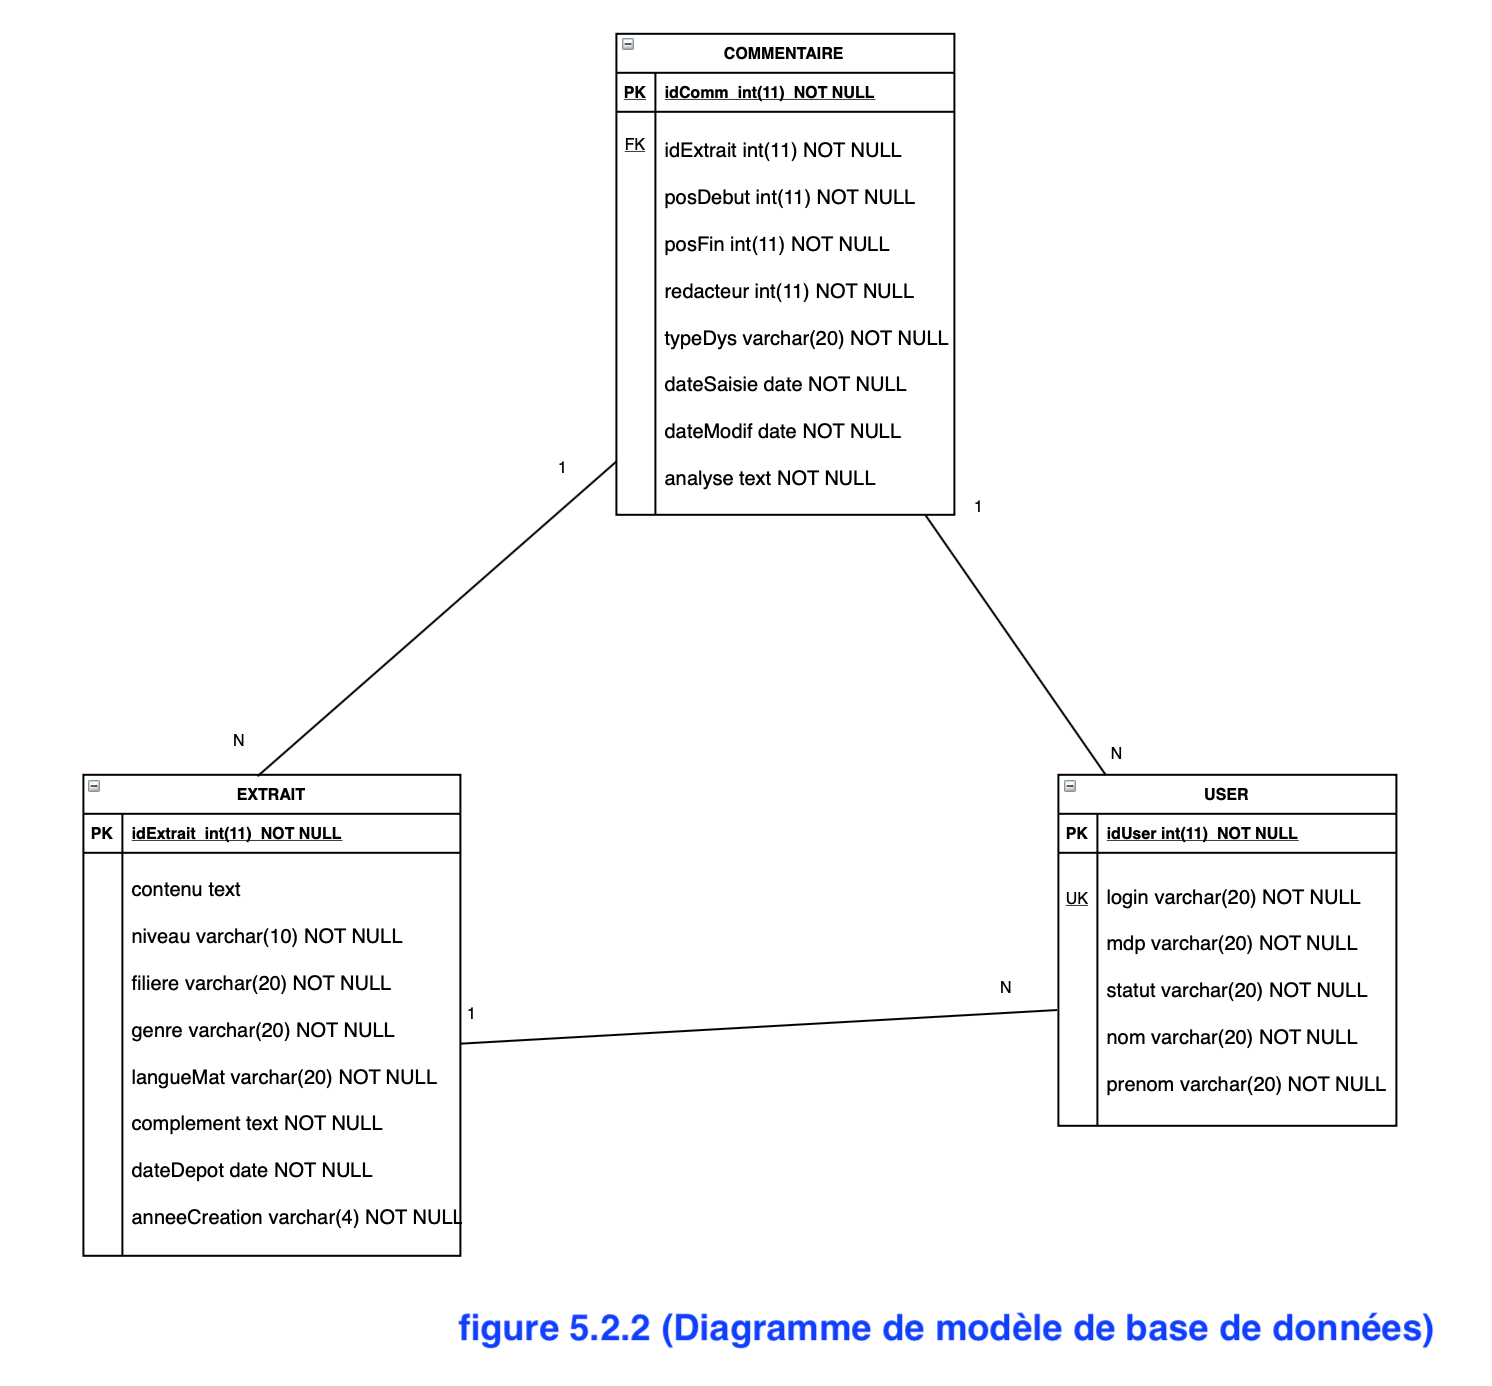 COMMENTAIRE
PK idComm int(11) NOT NULL
FK idExtrait int(11) NOT NULL
posDebut int(11) NOT NULL
posFin int(11) NOT NULL
redacteur int(11) NOT NULL
typeDys varchar(20) NOT NULL
dateSaisie date NOT NULL
dateModif date NOT NULL
analyse text NOT NULL
1
1
N
N
EXTRAIT
PK idExtrait int(11) NOT NULL
contenu text
niveau varchar(10) NOT NULL
filiere varchar(20) NOT NULL
genre varchar(20) NOT NULL
langueMat varchar(20) NOT NULL
complement text NOT NULL
dateDepot date NOT NULL
anneeCreation varchar(4) NOT NULL
1
N
USER
PK idUser int(11) NOT NULL
UK login varchar(20) NOT NULL
mdp varchar(20) NOT NULL
statut varchar(20) NOT NULL
nom varchar(20) NOT NULL
prenom varchar(20) NOT NULL
figure 5.2.2 (Diagramme de modèle de base de données)